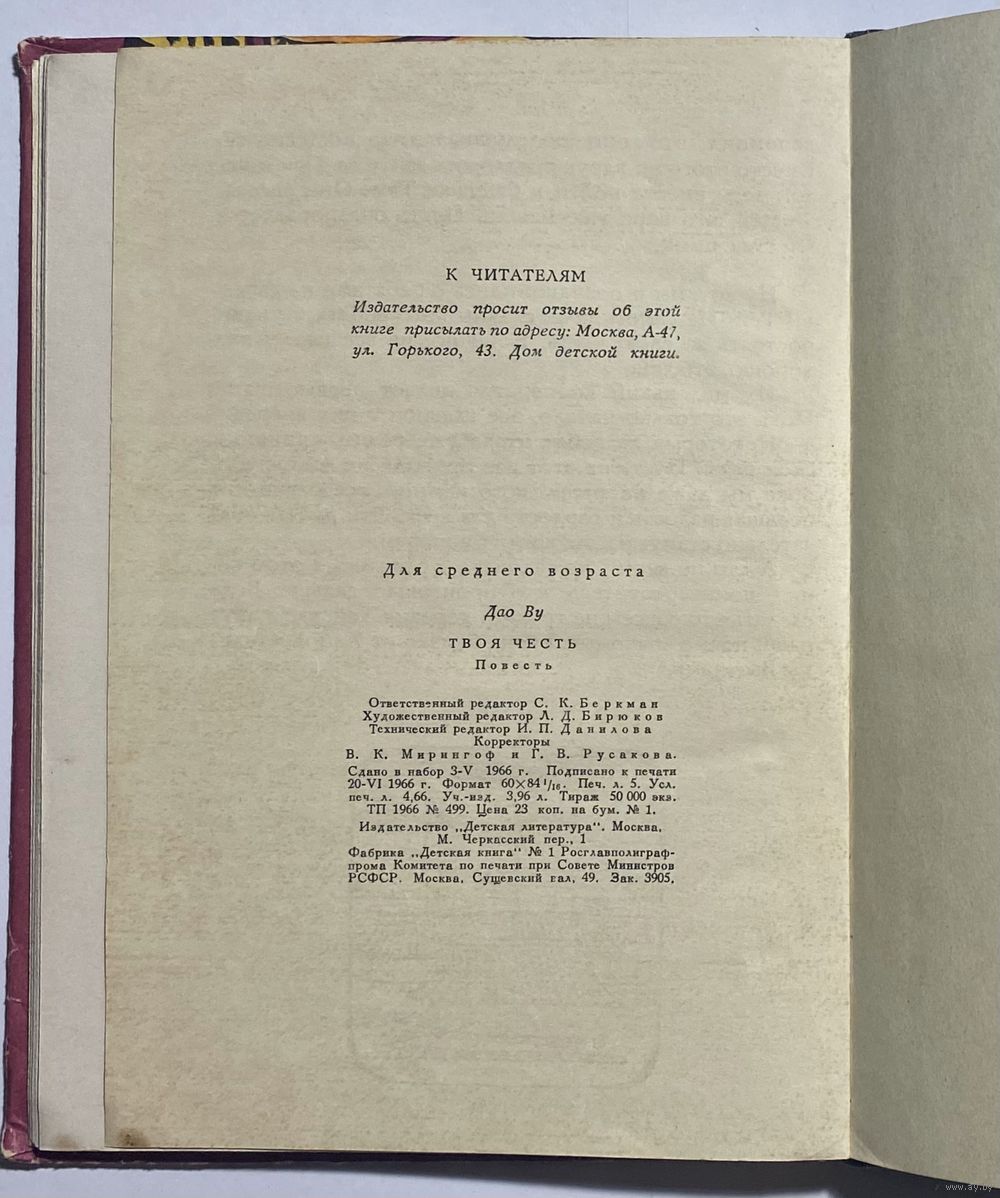 К ЧИТАТЕЛЯМ
Издательство просит отзывы об этой
книге присылать по адресу: Москва, А-47,
ул. Горького, 43. Дом детской книги.
Для среднего возраста
Дао Ву
ТВОЯ ЧЕСТЬ
Повесть
Ответственный редактор С. К. Беркман
Художественный редактор Л. Д. Бирюков
Технический редактор И. П. Данилова
Корректоры
В. К. Мирингоф и Г. В. Русакова.
Сдано в набор 3-V 1966 г. Подписано к печати
20-VI 1966 г. Формат 60×84 1/16. Печ. л. 5. Усл.
печ. л. 4,66. Уч.-изд. 3,96 л. Тираж 50 000 экз.
ТП 1966 № 499. Цена 23 коп. на бум. № 1.
Издательство „Детская литература“. Москва,
М. Черкасский пер., 1
Фабрика „Детская книга“ № 1 Росглавполиграф-
прома Комитета по печати при Совете Министров
РСФСР. Москва, Сущевский вал, 49. Зак. 3905.
www.ay.by